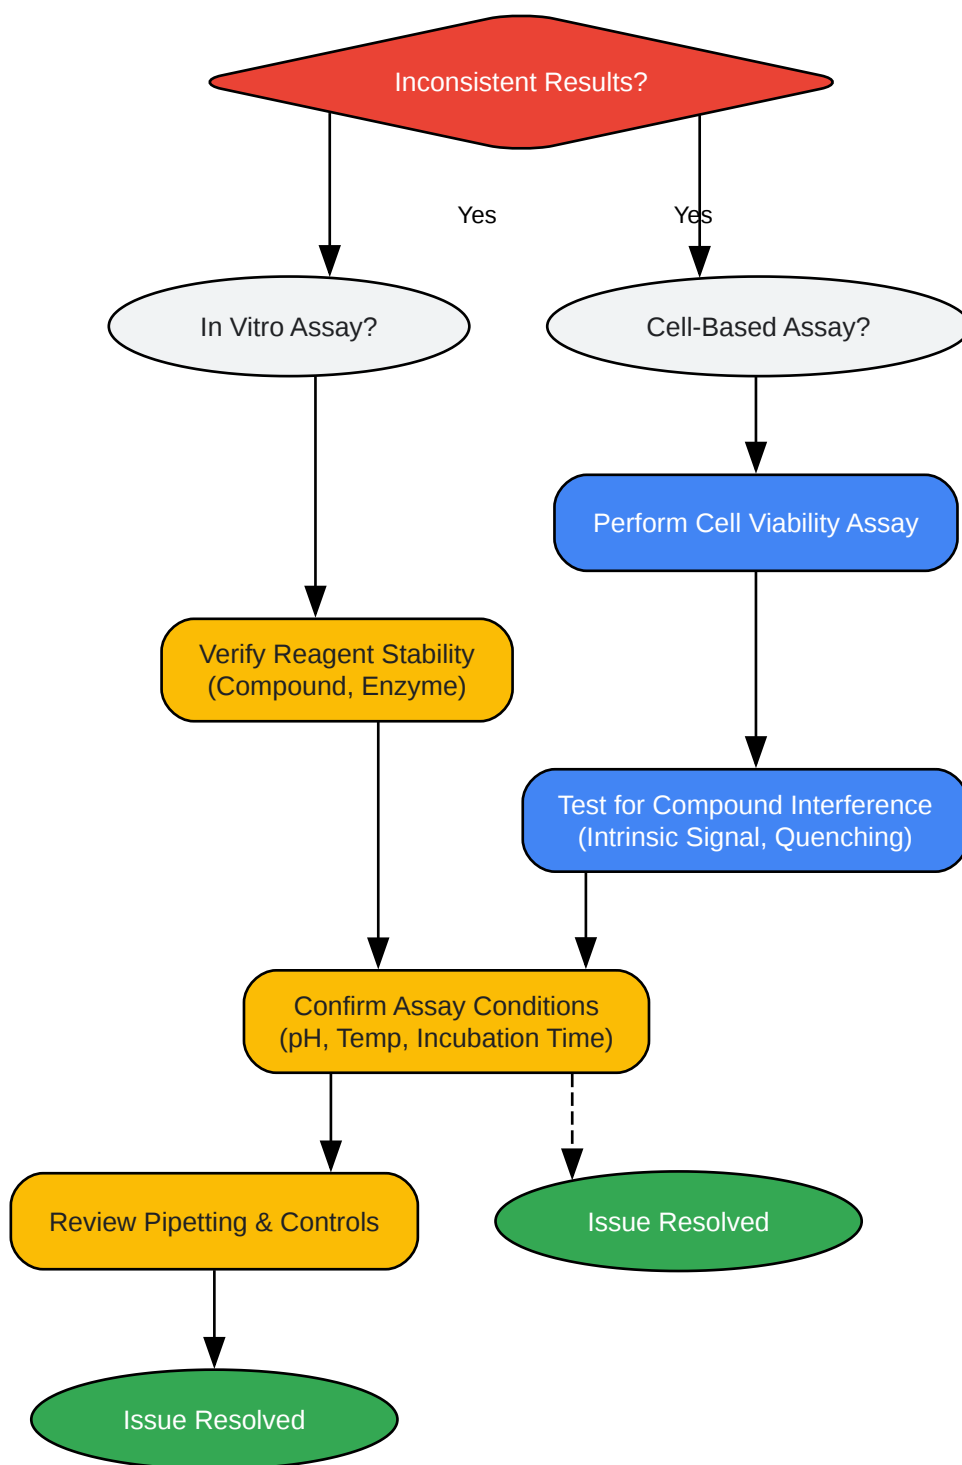 Inconsistent Results?
Yes
Yes
In Vitro Assay?
Cell-Based Assay?
Perform Cell Viability Assay
Verify Reagent Stability
(Compound, Enzyme)
Test for Compound Interference
(Intrinsic Signal, Quenching)
Confirm Assay Conditions
(pH, Temp, Incubation Time)
Review Pipetting & Controls
Issue Resolved
Issue Resolved